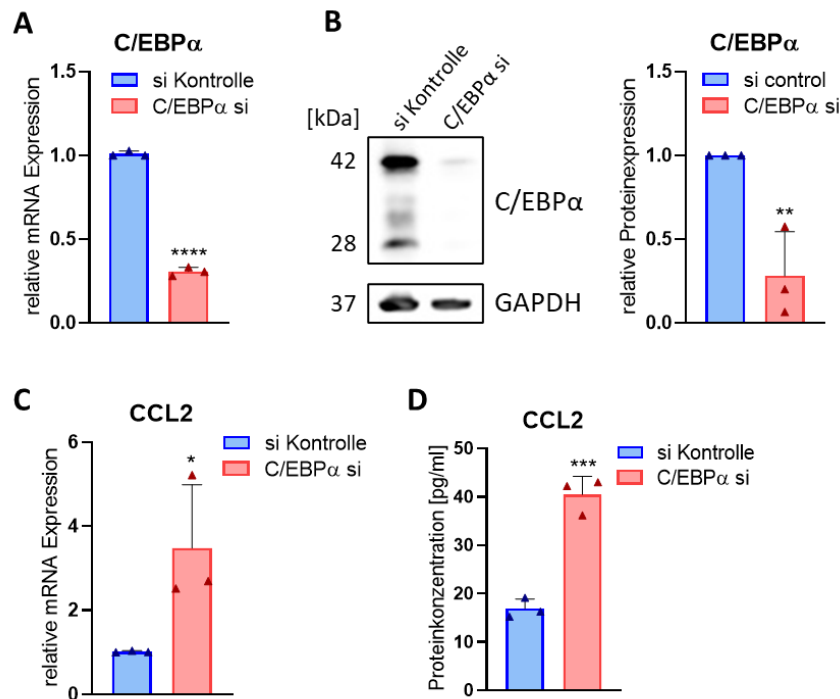 A
C/EBPα
si Kontrolle
C/EBPα si
relative mRNA Expression
1.5
1.0
0.5
0.0
****
B
[kDa]
si Kontrolle
C/EBPα si
42
28
C/EBPα
37
GAPDH
C/EBPα
si control
C/EBPα si
relative Proteinexpression
1.5
1.0
0.5
0.0
**
C
CCL2
si Kontrolle
C/EBPα si
relative mRNA Expression
6
4
2
0
*
D
CCL2
si Kontrolle
C/EBPα si
Proteinkonzentration [pg/ml]
50
40
30
20
10
0
***